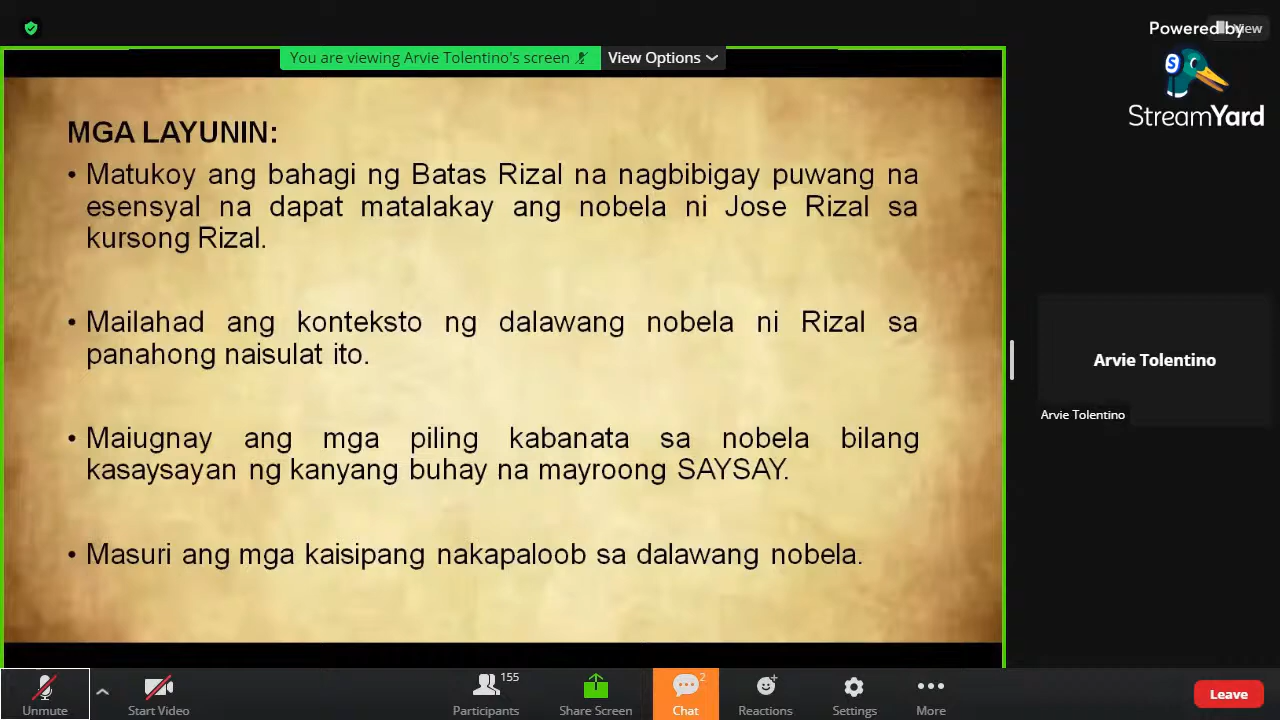 Powered by
View
You are viewing Arvie Tolentino's screen
View Options
StreamYard
MGA LAYUNIN:
• Matukoy ang bahagi ng Batas Rizal na nagbibigay puwang na
esensyal na dapat matalakay ang nobela ni Jose Rizal sa
kursong Rizal.
• Mailahad ang konteksto ng dalawang nobela ni Rizal sa
panahong naisulat ito.
• Maiugnay ang mga piling kabanata sa nobela bilang
kasaysayan ng kanyang buhay na mayroong SAYSAY.
• Masuri ang mga kaisipang nakapaloob sa dalawang nobela.
Arvie Tolentino
Arvie Tolentino
Unmute
Start Video
155
Participants
Share Screen
2
Chat
Reactions
Settings
More
Leave